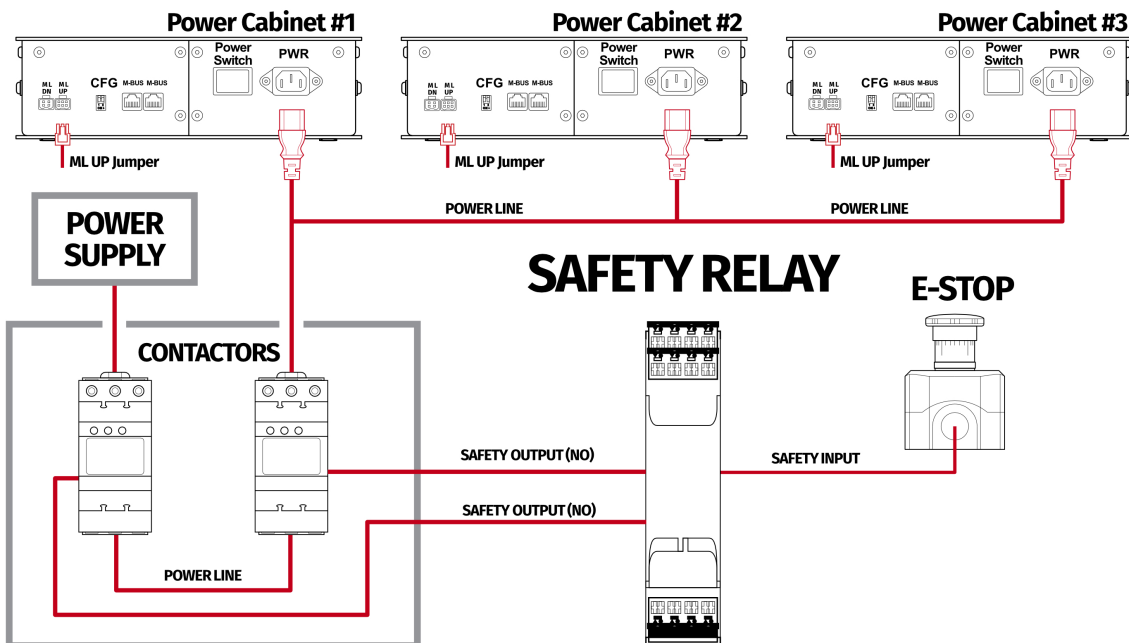 Power Cabinet #1
Power Cabinet #2
Power Cabinet #3
ML
DN
ML
UP
CFG
M-BUS M-BUS
Power
Switch
PWR
ML
DN
ML
UP
CFG
M-BUS M-BUS
Power
Switch
PWR
ML
DN
ML
UP
CFG
M-BUS M-BUS
Power
Switch
PWR
ML UP Jumper
ML UP Jumper
ML UP Jumper
POWER LINE
POWER LINE
POWER
SUPPLY
SAFETY RELAY
E-STOP
CONTACTORS
SAFETY OUTPUT (NO)
SAFETY INPUT
SAFETY OUTPUT (NO)
POWER LINE